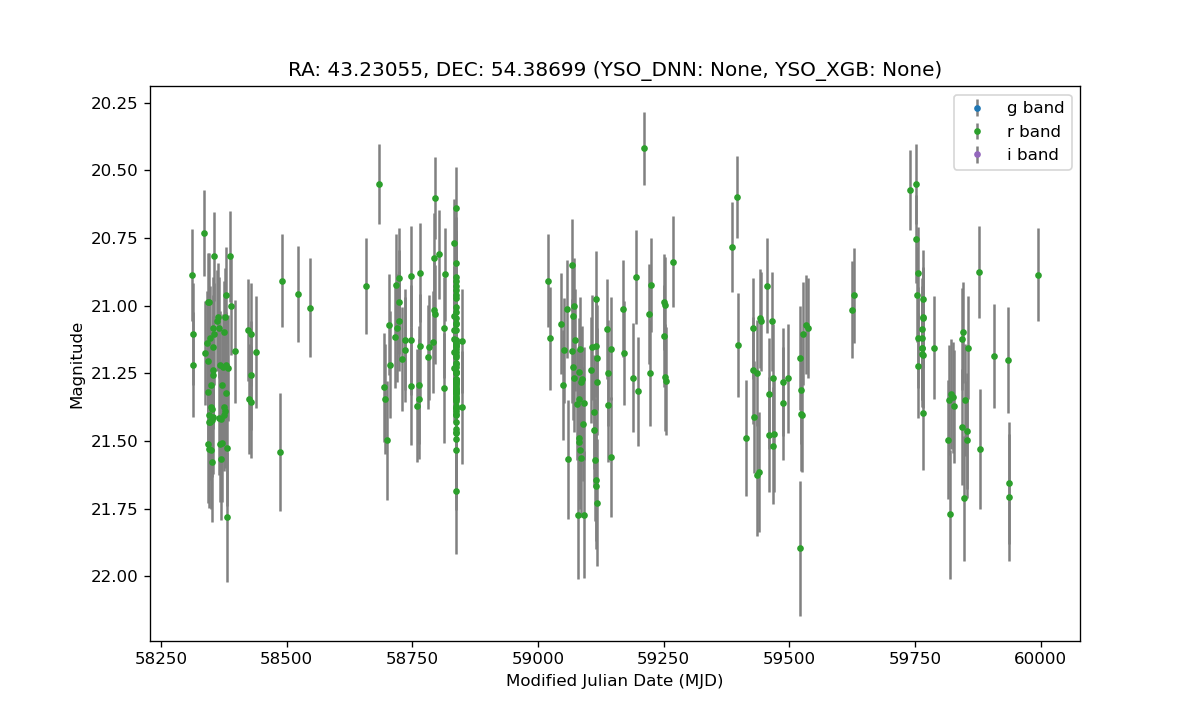 RA: 43.23055, DEC: 54.38699 (YSO_DNN: None, YSO_XGB: None)
g band
r band
i band
20.25
20.50
20.75
21.00
21.25
21.50
21.75
22.00
Magnitude
58250 58500 58750 59000 59250 59500 59750 60000
Modified Julian Date (MJD)